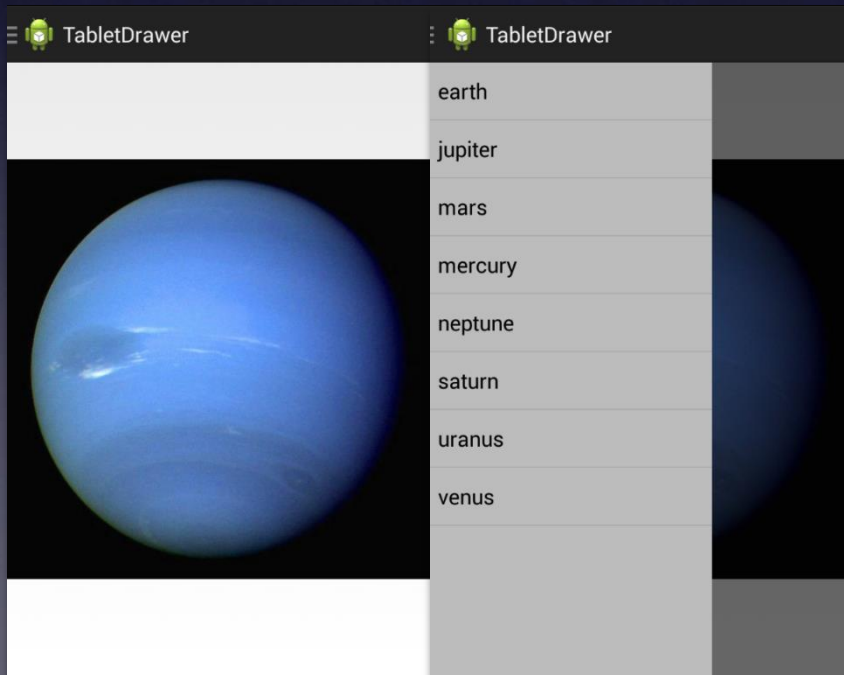 TabletDrawer
TabletDrawer
earth
jupiter
mars
mercury
neptune
saturn
uranus
venus